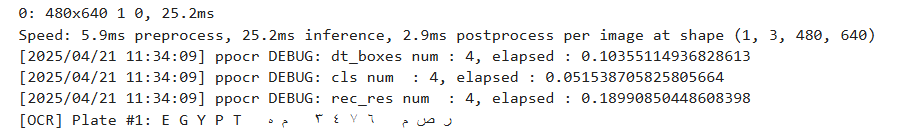 0: 480x640 1 0, 25.2ms
Speed: 5.9ms preprocess, 25.2ms inference, 2.9ms postprocess per image at shape (1, 3, 480, 640)
[2025/04/21 11:34:09] ppocr DEBUG: dt_boxes num : 4, elapsed : 0.10355114936828613
[2025/04/21 11:34:09] ppocr DEBUG: cls num  : 4, elapsed : 0.051538705825805664
[2025/04/21 11:34:09] ppocr DEBUG: rec_res num  : 4, elapsed : 0.18990850448608398
[OCR] Plate #1: E G Y P T  م ه  ٣ ٤ ٧ ٦  ر ص م